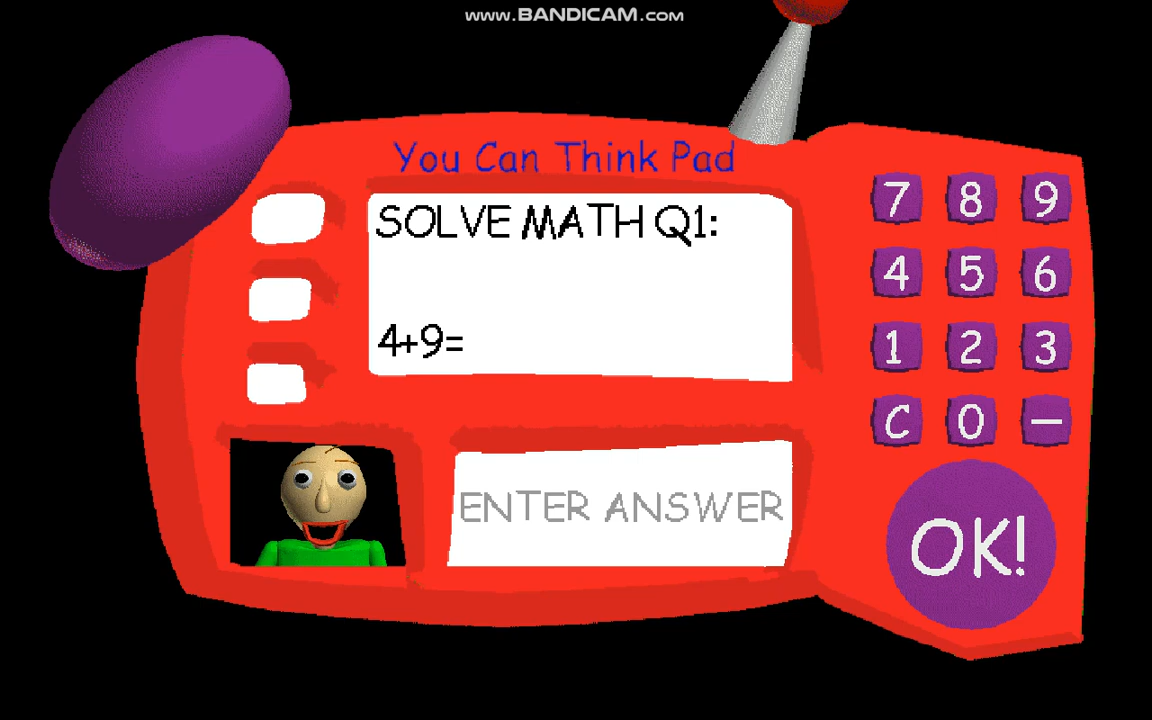 www.BANDICAM.com
You Can Think Pad
SOLVE MATH Q1:
4+9=
7 8 9
4 5 6
1 2 3
C 0 −
ENTER ANSWER
OK!